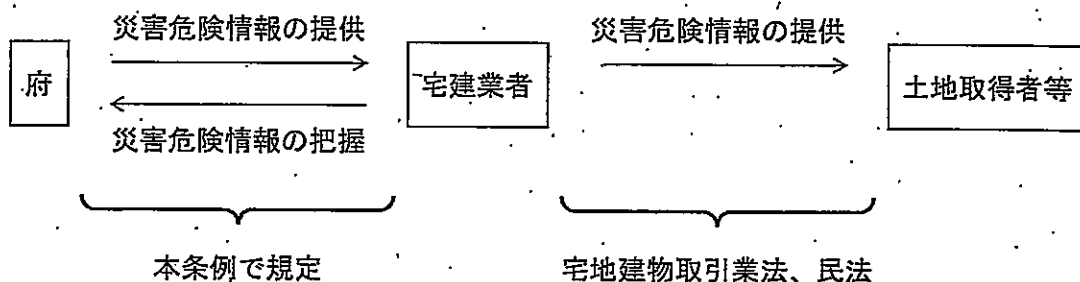 災害危険情報の提供
災害危険情報の提供
府
宅建業者
土地取得者等
災害危険情報の把握
本条例で規定
宅地建物取引業法、民法